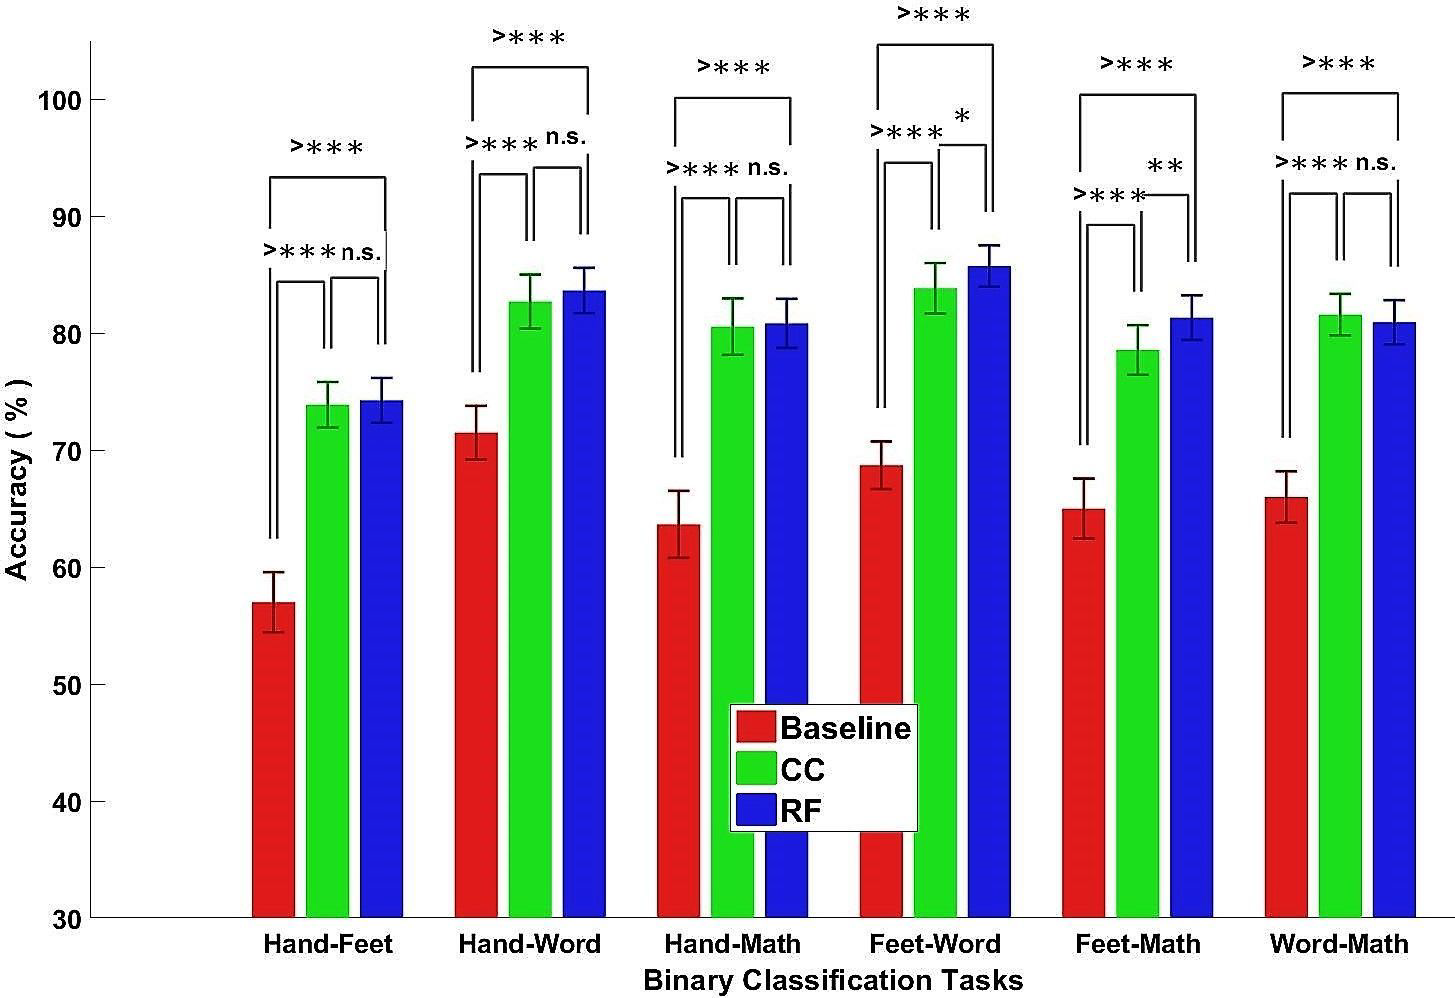 >***
>***
>***
>***
>***
>***
>*** n.s.
>*** n.s.
>*** n.s.
>*** *
>*** **
>*** n.s.
100
90
80
70
60
50
40
30
Accuracy ( % )
Baseline
CC
RF
Hand-Feet Hand-Word Hand-Math Feet-Word Feet-Math Word-Math
Binary Classification Tasks